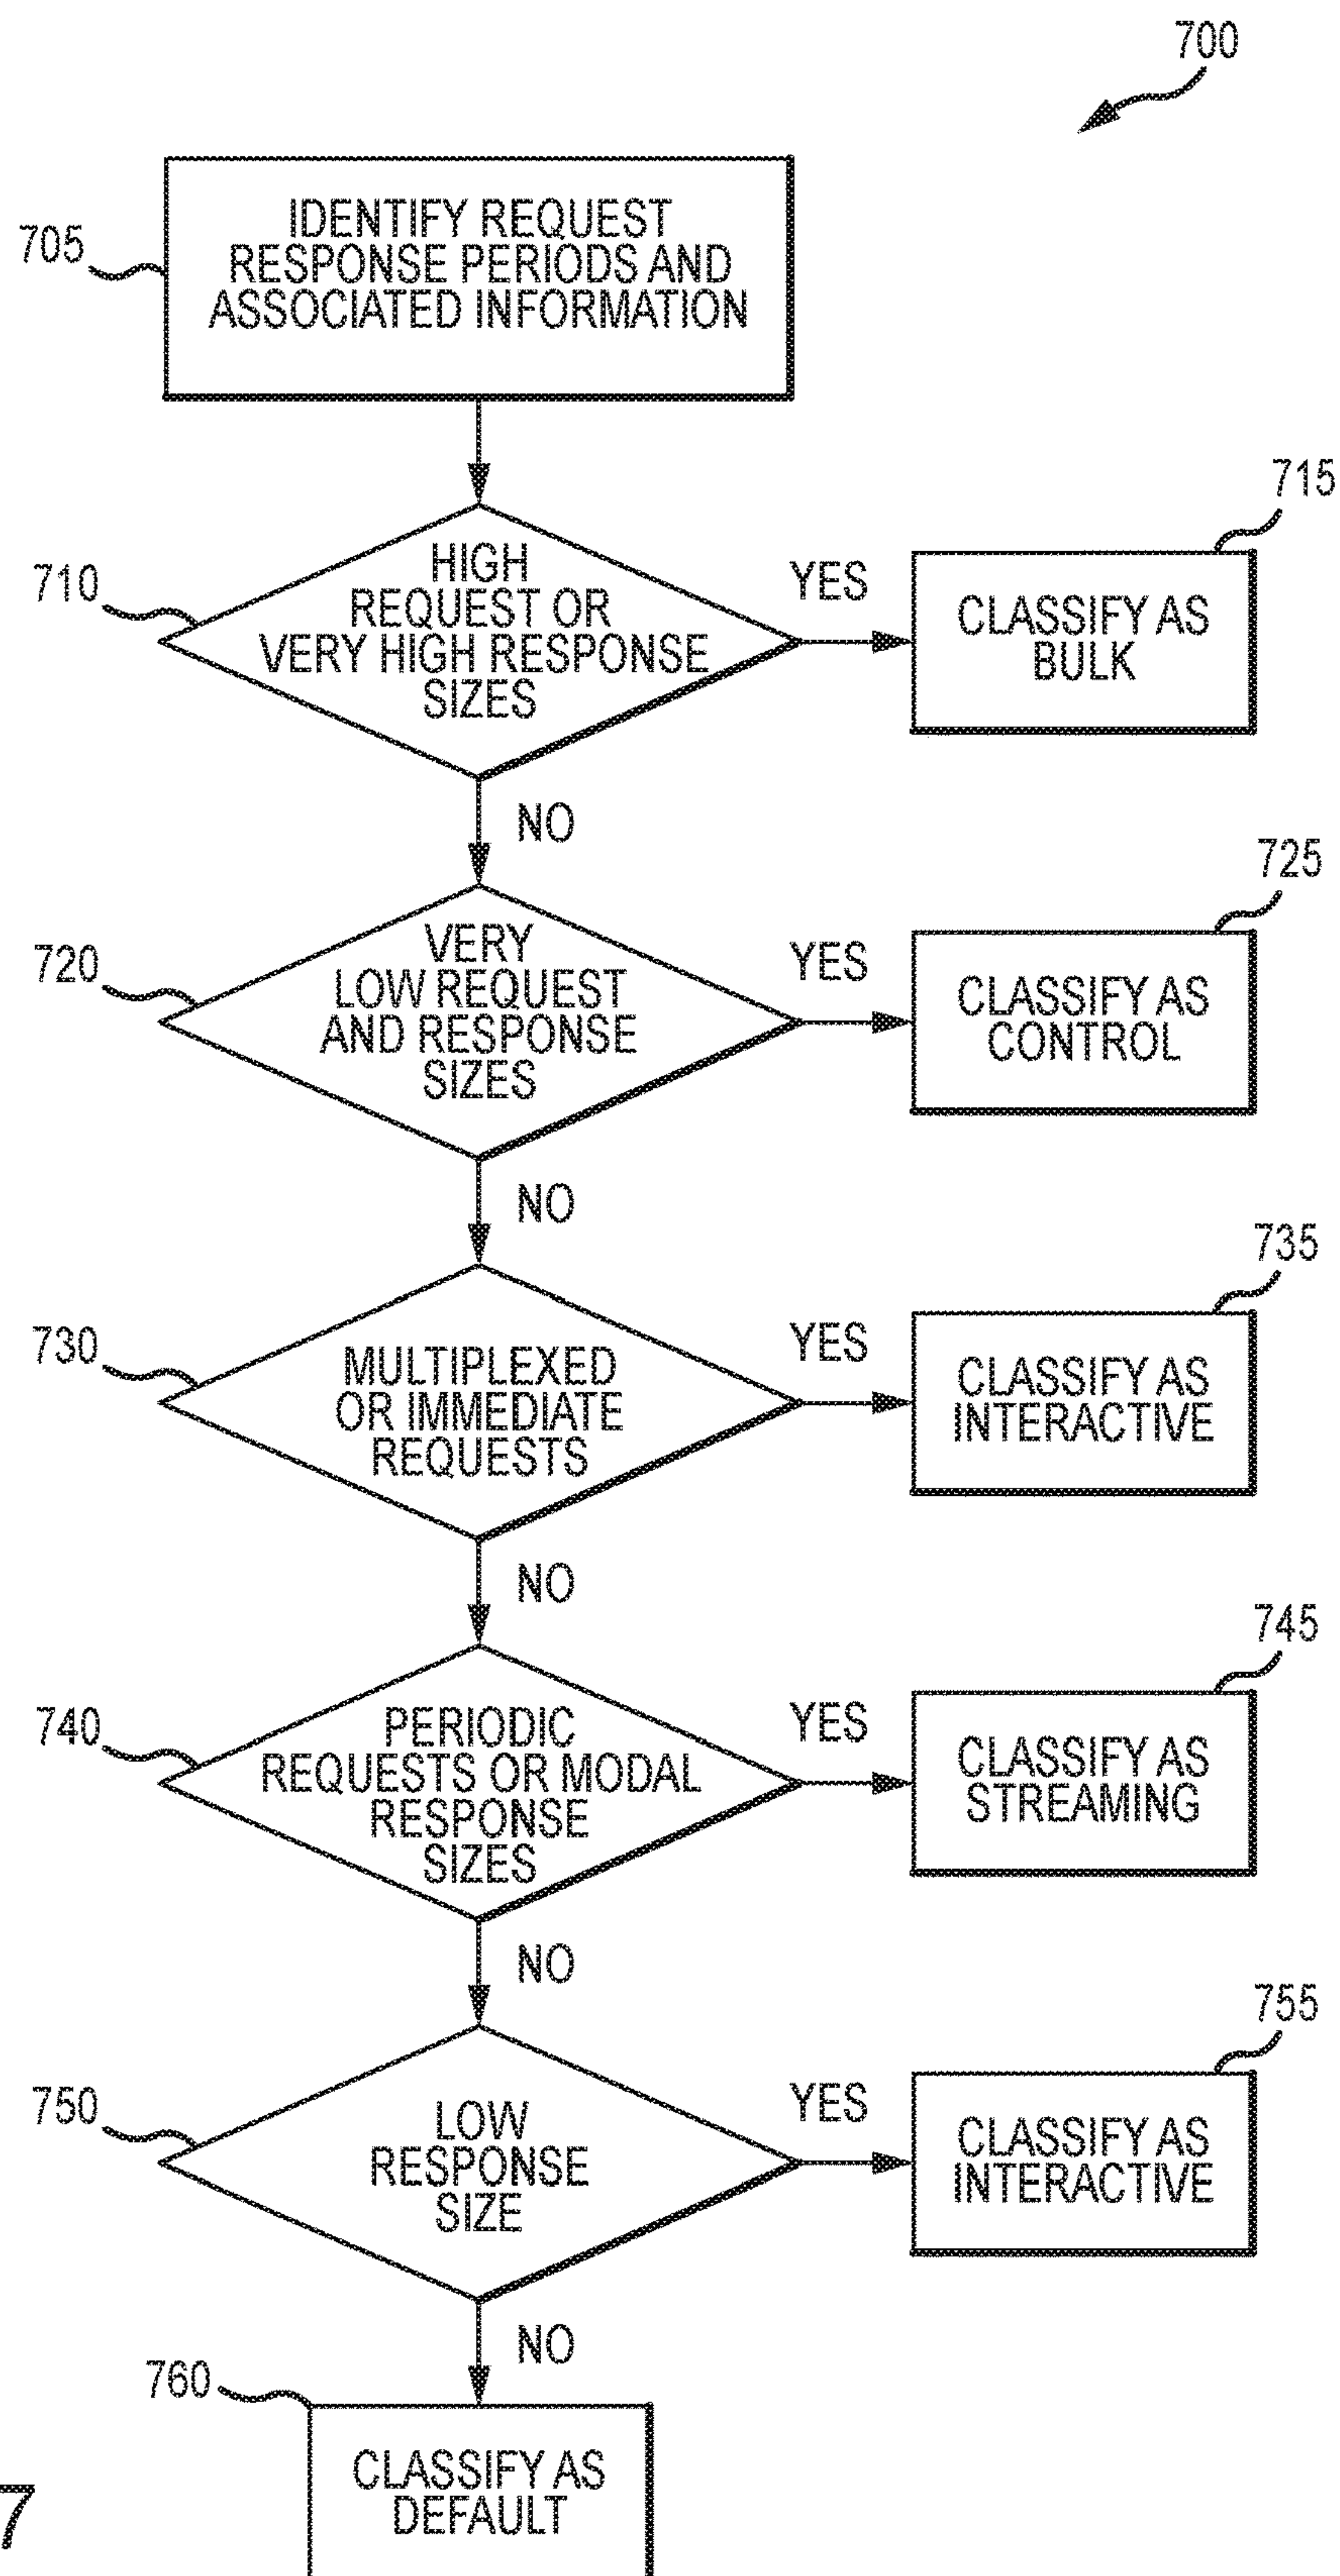 700
705
IDENTIFY REQUEST
RESPONSE PERIODS AND
ASSOCIATED INFORMATION
710
HIGH
REQUEST OR
VERY HIGH RESPONSE
SIZES
YES
715
CLASSIFY AS
BULK
NO
720
VERY
LOW REQUEST
AND RESPONSE
SIZES
YES
725
CLASSIFY AS
CONTROL
NO
730
MULTIPLEXED
OR IMMEDIATE
REQUESTS
YES
735
CLASSIFY AS
INTERACTIVE
NO
740
PERIODIC
REQUESTS OR MODAL
RESPONSE
SIZES
YES
745
CLASSIFY AS
STREAMING
NO
750
LOW
RESPONSE
SIZE
YES
755
CLASSIFY AS
INTERACTIVE
NO
760
CLASSIFY AS
DEFAULT
7